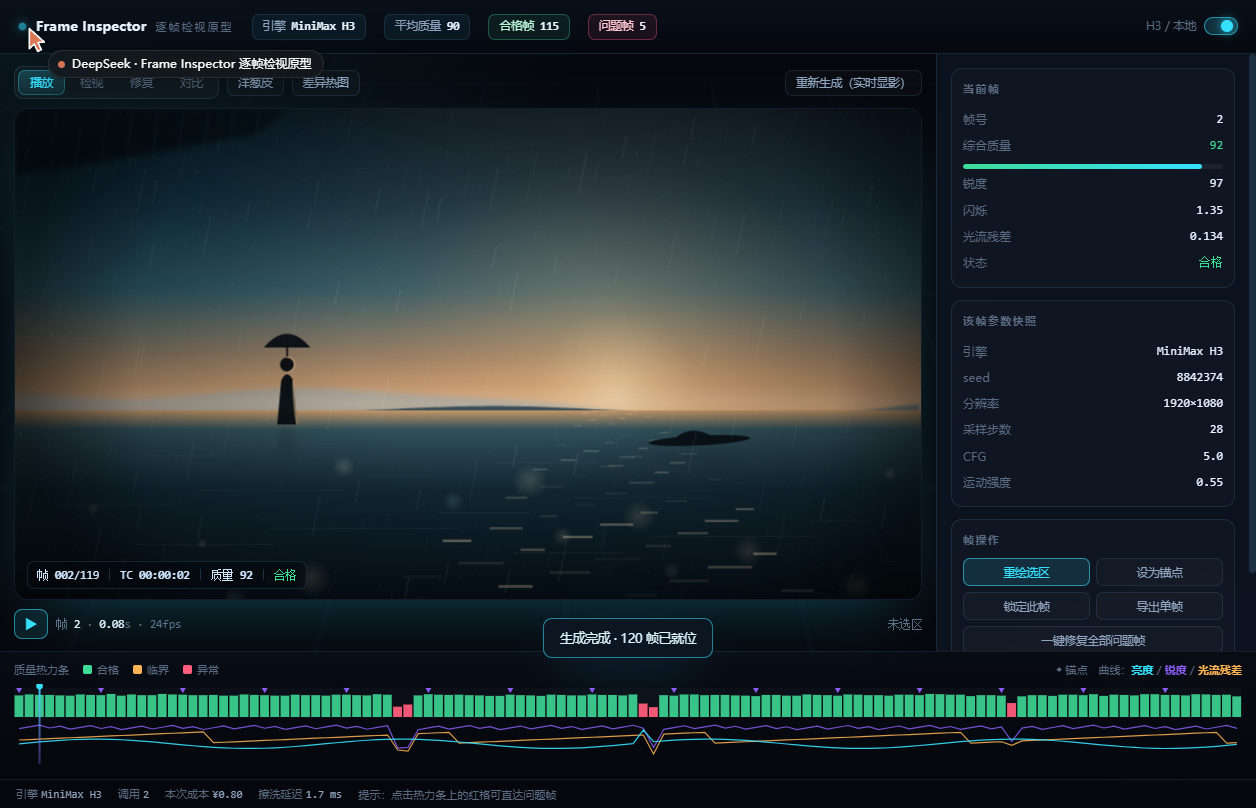 Frame Inspector 逐帧检视原型 引擎 MiniMax H3 平均质量 90 合格帧 115 问题帧 5 H3 / 本地
DeepSeek · Frame Inspector 逐帧检视原型
播放 检视 修复 对比 洋葱皮 差异热图 重新生成（实时显影）
当前帧
帧号 2
综合质量 92
锐度 97
闪烁 1.35
光流残差 0.134
状态 合格
该帧参数快照
引擎 MiniMax H3
seed 8842374
分辨率 1920×1080
采样步数 28
CFG 5.0
运动强度 0.55
帧操作
重绘选区 设为锚点
锁定此帧 导出单帧
一键修复全部问题帧
帧 002/119 TC 00:00:02 质量 92 合格
帧 2 · 0.08s · 24fps 未选区
生成完成 · 120 帧已就位
质量热力条 合格 临界 异常 锚点 曲线: 亮度 / 锐度 / 光流残差
引擎 MiniMax H3 调用 2 本次成本 ¥0.80 擦洗延迟 1.7 ms 提示: 点击热力条上的红格可直达问题帧